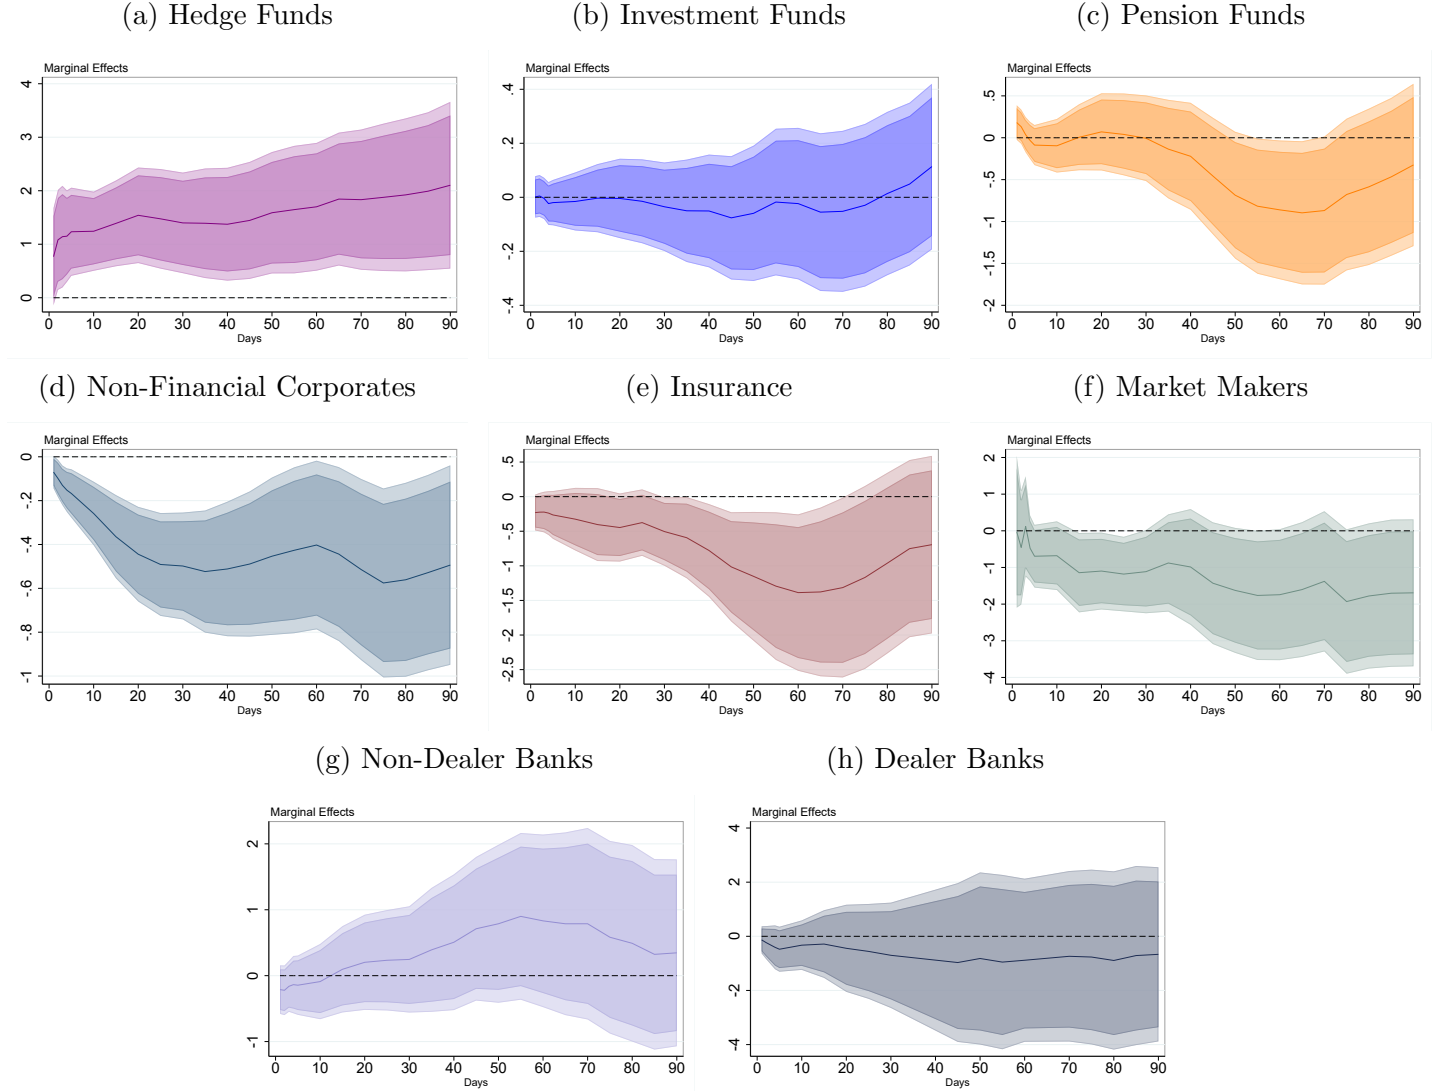 (a) Hedge Funds
Marginal Effects
4
3
2
1
0
0 10 20 30 40 50 60 70 80 90
Days
(b) Investment Funds
Marginal Effects
.4
.2
0
-.2
-.4
0 10 20 30 40 50 60 70 80 90
Days
(c) Pension Funds
Marginal Effects
.5
0
-.5
-1
-1.5
-2
0 10 20 30 40 50 60 70 80 90
Days
(d) Non-Financial Corporates
Marginal Effects
0
-.2
-.4
-.6
-.8
-1
0 10 20 30 40 50 60 70 80 90
Days
(e) Insurance
Marginal Effects
.5
0
-.5
-1
-1.5
-2
-2.5
0 10 20 30 40 50 60 70 80 90
Days
(f) Market Makers
Marginal Effects
2
1
0
-1
-2
-3
-4
0 10 20 30 40 50 60 70 80 90
Days
(g) Non-Dealer Banks
Marginal Effects
2
1
0
-1
0 10 20 30 40 50 60 70 80 90
Days
(h) Dealer Banks
Marginal Effects
4
2
0
-2
-4
0 10 20 30 40 50 60 70 80 90
Days